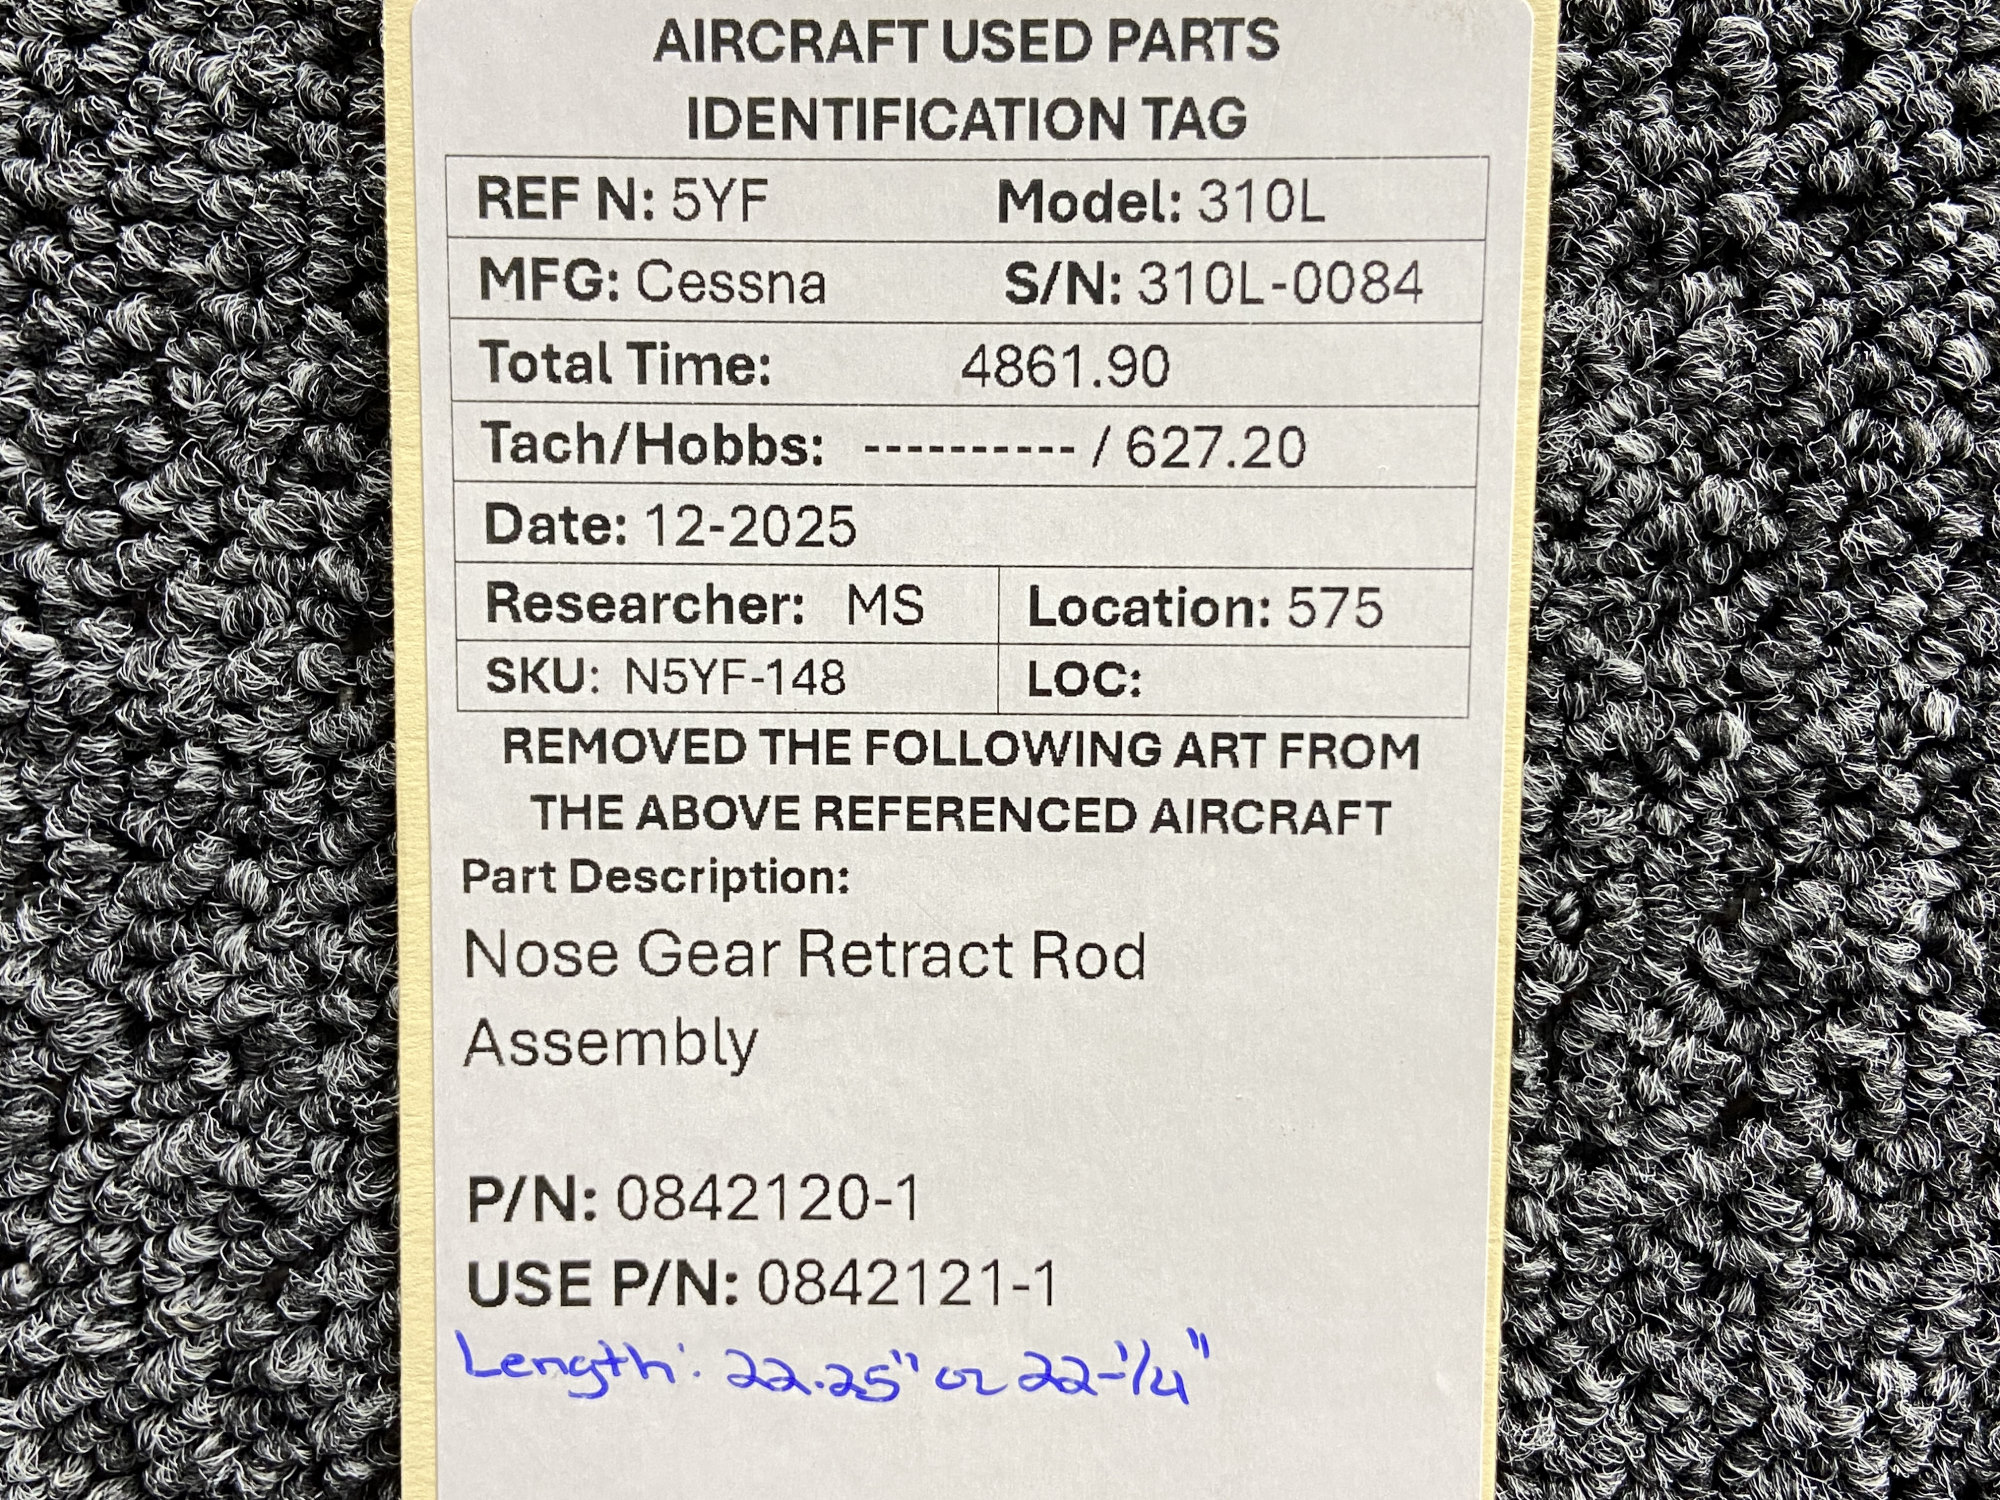 AIRCRAFT USED PARTS
IDENTIFICATION TAG
REF N: 5YF Model: 310L
MFG: Cessna S/N: 310L-0084
Total Time: 4861.90
Tach/Hobbs: ---------- / 627.20
Date: 12-2025
Researcher: MS Location: 575
SKU: N5YF-148 LOC:
REMOVED THE FOLLOWING ART FROM
THE ABOVE REFERENCED AIRCRAFT
Part Description:
Nose Gear Retract Rod
Assembly
P/N: 0842120-1
USE P/N: 0842121-1
Length: 22.25" or 22-1/4"